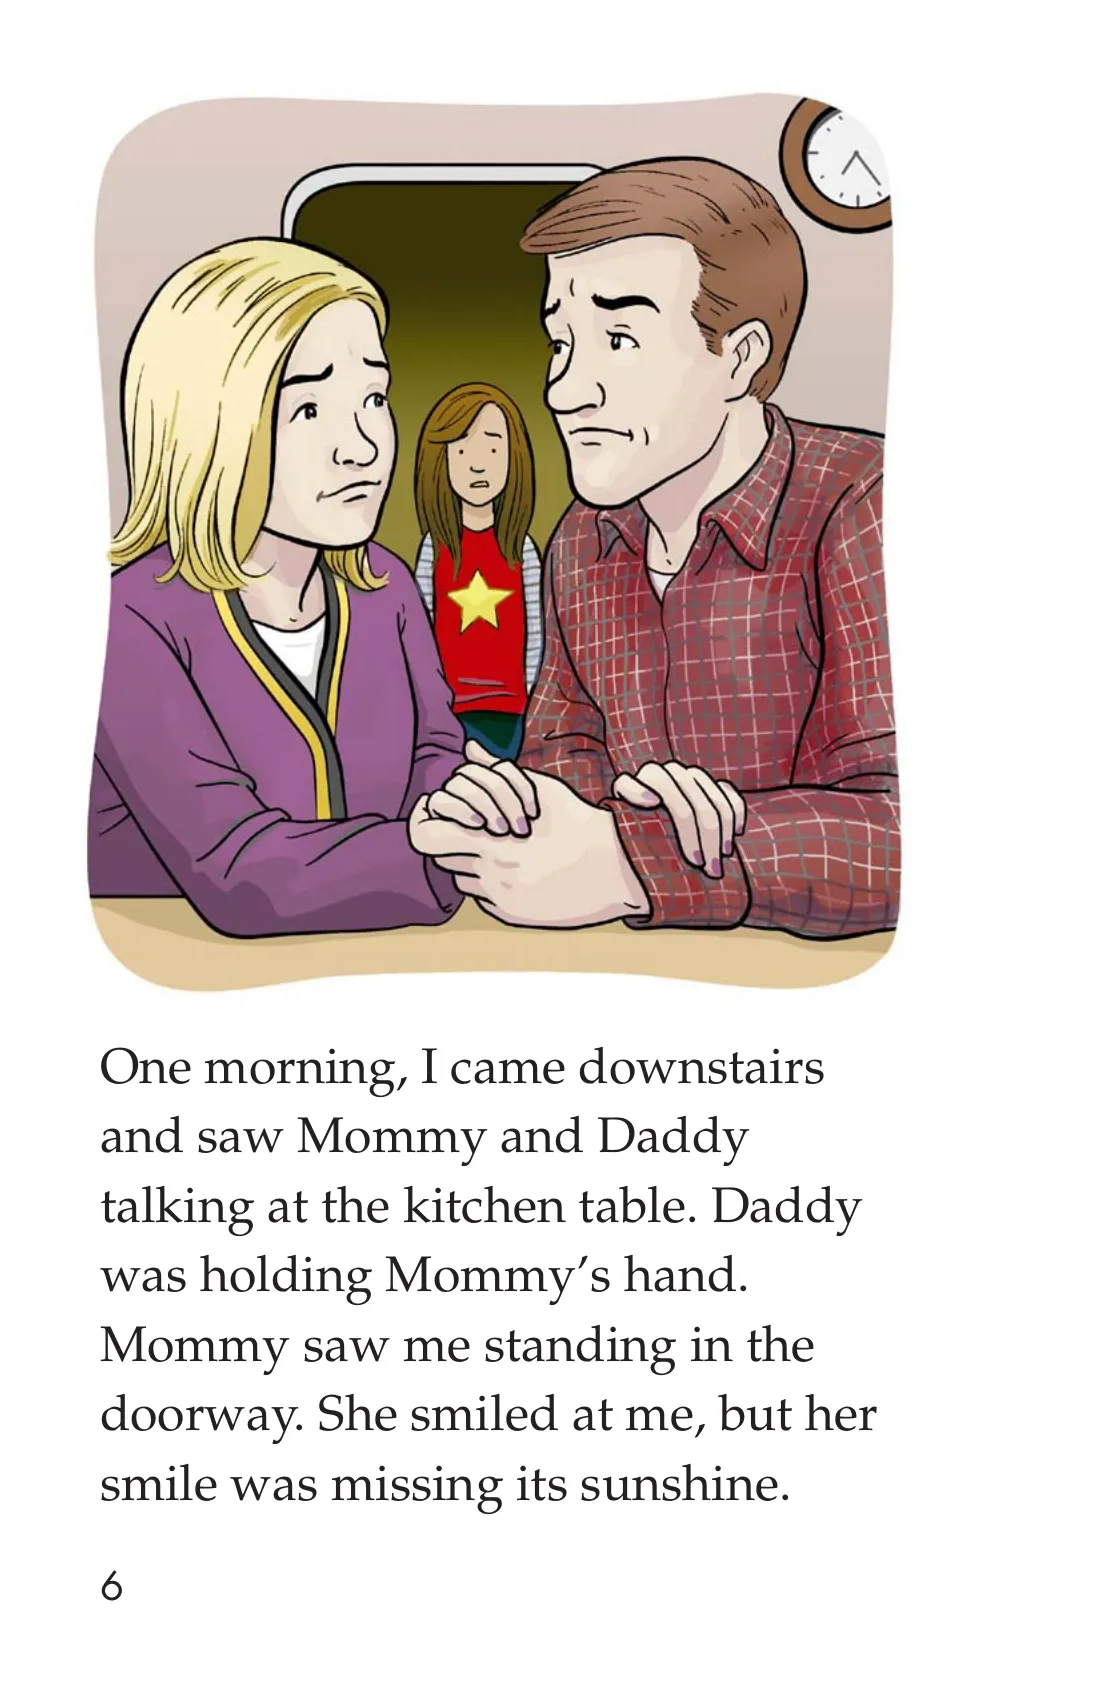 One morning, I came downstairs
and saw Mommy and Daddy
talking at the kitchen table. Daddy
was holding Mommy’s hand.
Mommy saw me standing in the
doorway. She smiled at me, but her
smile was missing its sunshine.
6